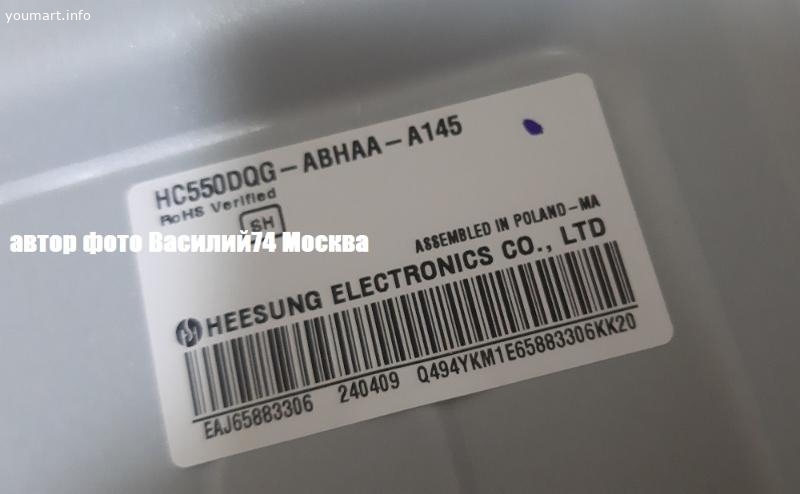 youmart.info
HC550DQG-ABHAA-A145
RoHS Verified
SH
автор фото Василий74 Москва
ASSEMBLED IN POLAND-MA
HEESUNG ELECTRONICS CO., LTD
EAJ65883306 240409 Q494YKM1E65883306KK20